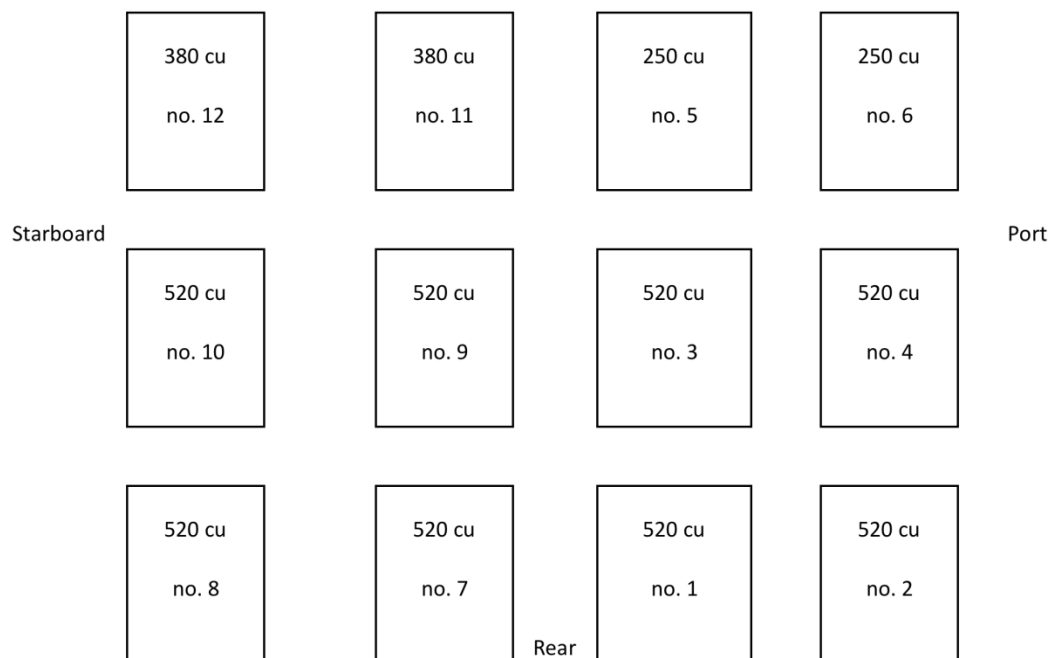 380 cu
no. 12
380 cu
no. 11
250 cu
no. 5
250 cu
no. 6
Starboard
Port
520 cu
no. 10
520 cu
no. 9
520 cu
no. 3
520 cu
no. 4
520 cu
no. 8
520 cu
no. 7
520 cu
no. 1
520 cu
no. 2
Rear